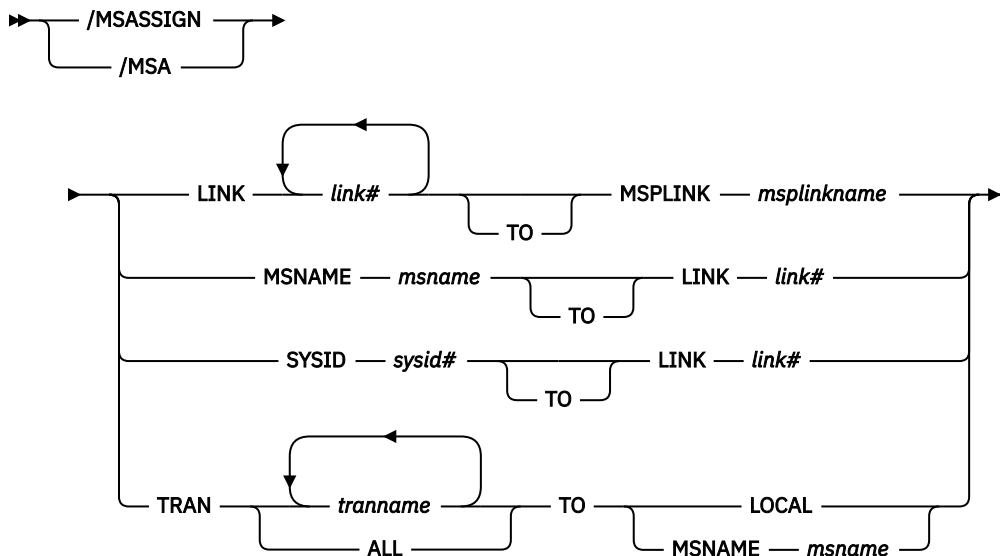 /MSASSIGN
/MSA
LINK link# MSPLINK msplinkname
TO
MSNAME msname LINK link#
TO
SYSID sysid# LINK link#
TO
TRAN tranname TO LOCAL
ALL MSNAME msname